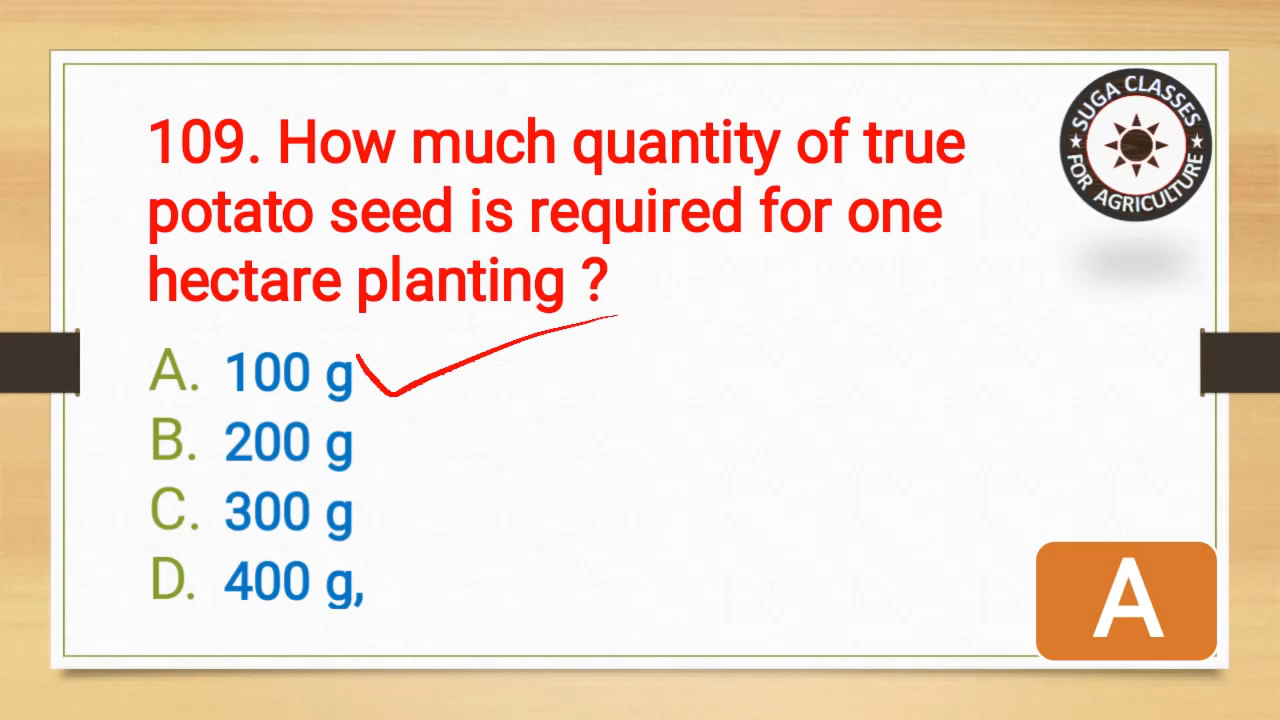 109. How much quantity of true
potato seed is required for one
hectare planting ?
A. 100 g
B. 200 g
C. 300 g
D. 400 g,
SUGA CLASSES
FOR AGRICULTURE
A